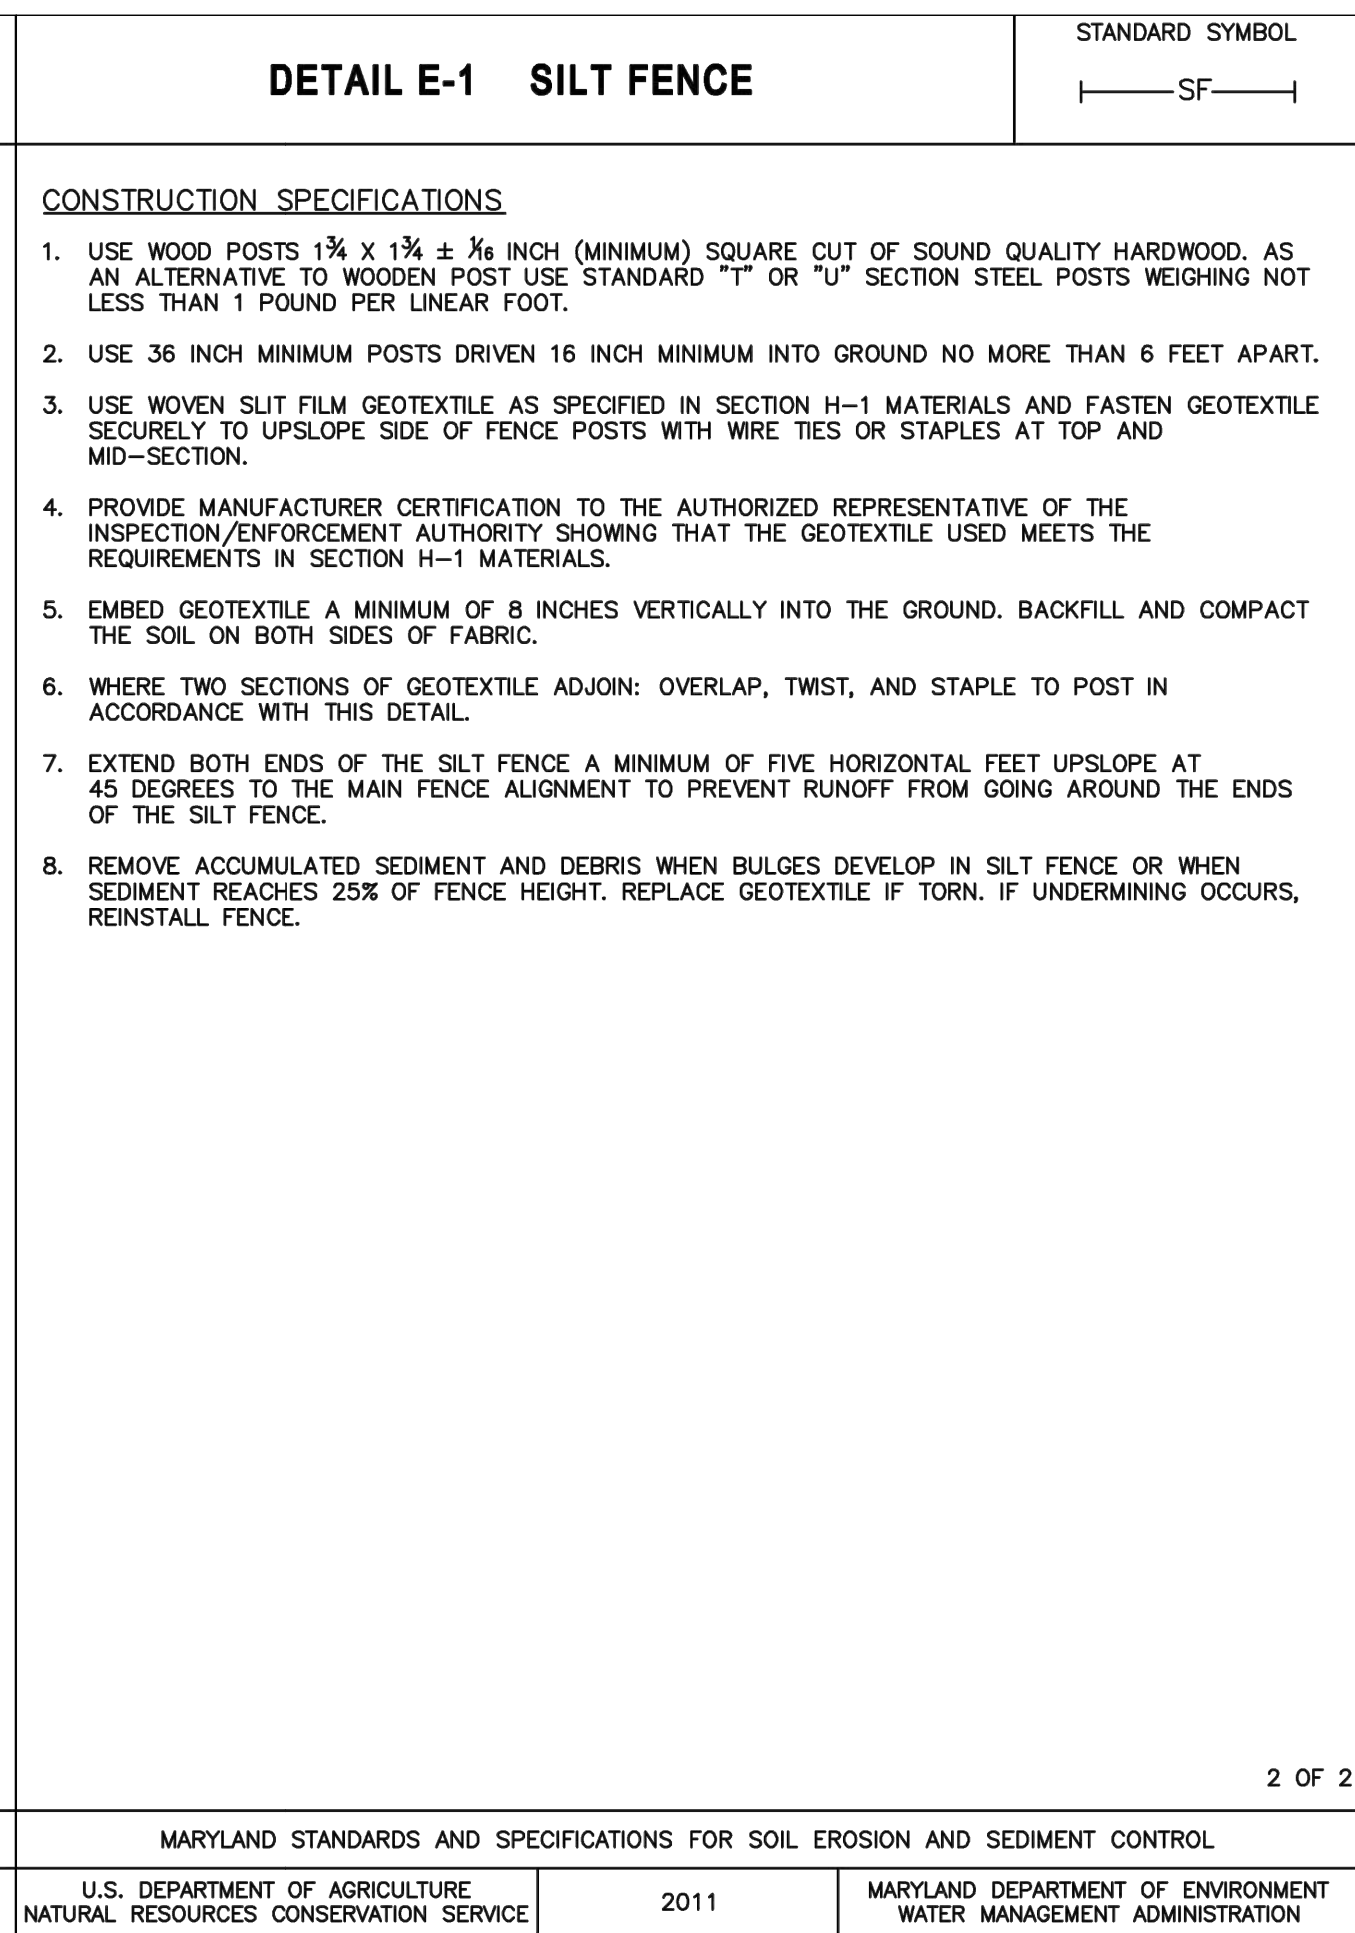 DETAIL E-1 SILT FENCE
STANDARD SYMBOL
SF
CONSTRUCTION SPECIFICATIONS
1. USE WOOD POSTS 1¾ X 1¾ ± 1/16 INCH (MINIMUM) SQUARE CUT OF SOUND QUALITY HARDWOOD. AS
AN ALTERNATIVE TO WOODEN POST USE STANDARD "T" OR "U" SECTION STEEL POSTS WEIGHING NOT
LESS THAN 1 POUND PER LINEAR FOOT.
2. USE 36 INCH MINIMUM POSTS DRIVEN 16 INCH MINIMUM INTO GROUND NO MORE THAN 6 FEET APART.
3. USE WOVEN SLIT FILM GEOTEXTILE AS SPECIFIED IN SECTION H-1 MATERIALS AND FASTEN GEOTEXTILE
SECURELY TO UPSLOPE SIDE OF FENCE POSTS WITH WIRE TIES OR STAPLES AT TOP AND
MID-SECTION.
4. PROVIDE MANUFACTURER CERTIFICATION TO THE AUTHORIZED REPRESENTATIVE OF THE
INSPECTION/ENFORCEMENT AUTHORITY SHOWING THAT THE GEOTEXTILE USED MEETS THE
REQUIREMENTS IN SECTION H-1 MATERIALS.
5. EMBED GEOTEXTILE A MINIMUM OF 8 INCHES VERTICALLY INTO THE GROUND. BACKFILL AND COMPACT
THE SOIL ON BOTH SIDES OF FABRIC.
6. WHERE TWO SECTIONS OF GEOTEXTILE ADJOIN: OVERLAP, TWIST, AND STAPLE TO POST IN
ACCORDANCE WITH THIS DETAIL.
7. EXTEND BOTH ENDS OF THE SILT FENCE A MINIMUM OF FIVE HORIZONTAL FEET UPSLOPE AT
45 DEGREES TO THE MAIN FENCE ALIGNMENT TO PREVENT RUNOFF FROM GOING AROUND THE ENDS
OF THE SILT FENCE.
8. REMOVE ACCUMULATED SEDIMENT AND DEBRIS WHEN BULGES DEVELOP IN SILT FENCE OR WHEN
SEDIMENT REACHES 25% OF FENCE HEIGHT. REPLACE GEOTEXTILE IF TORN. IF UNDERMINING OCCURS,
REINSTALL FENCE.
2 OF 2
MARYLAND STANDARDS AND SPECIFICATIONS FOR SOIL EROSION AND SEDIMENT CONTROL
U.S. DEPARTMENT OF AGRICULTURE
NATURAL RESOURCES CONSERVATION SERVICE
2011
MARYLAND DEPARTMENT OF ENVIRONMENT
WATER MANAGEMENT ADMINISTRATION